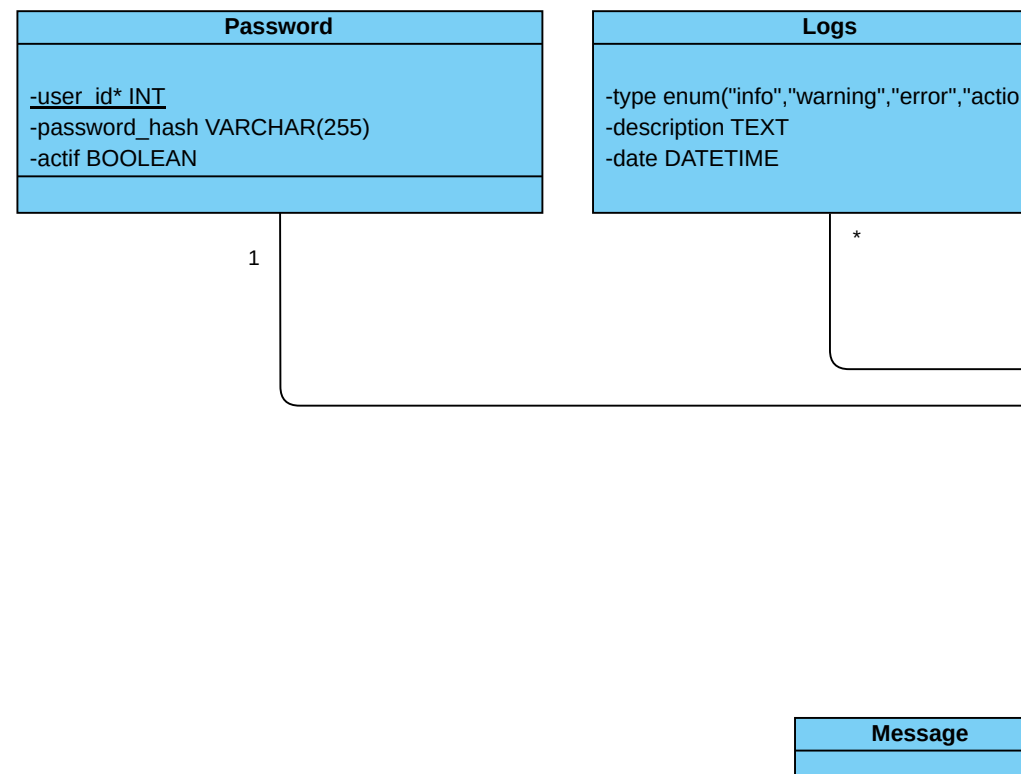 Password
-user_id* INT
-password_hash VARCHAR(255)
-actif BOOLEAN
Logs
-type enum("info","warning","error","actio
-description TEXT
-date DATETIME
1
*
Message